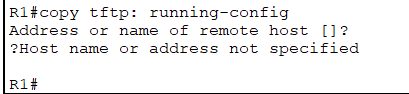 R1#copy tftp: running-config
Address or name of remote host []?
?Host name or address not specified
R1#